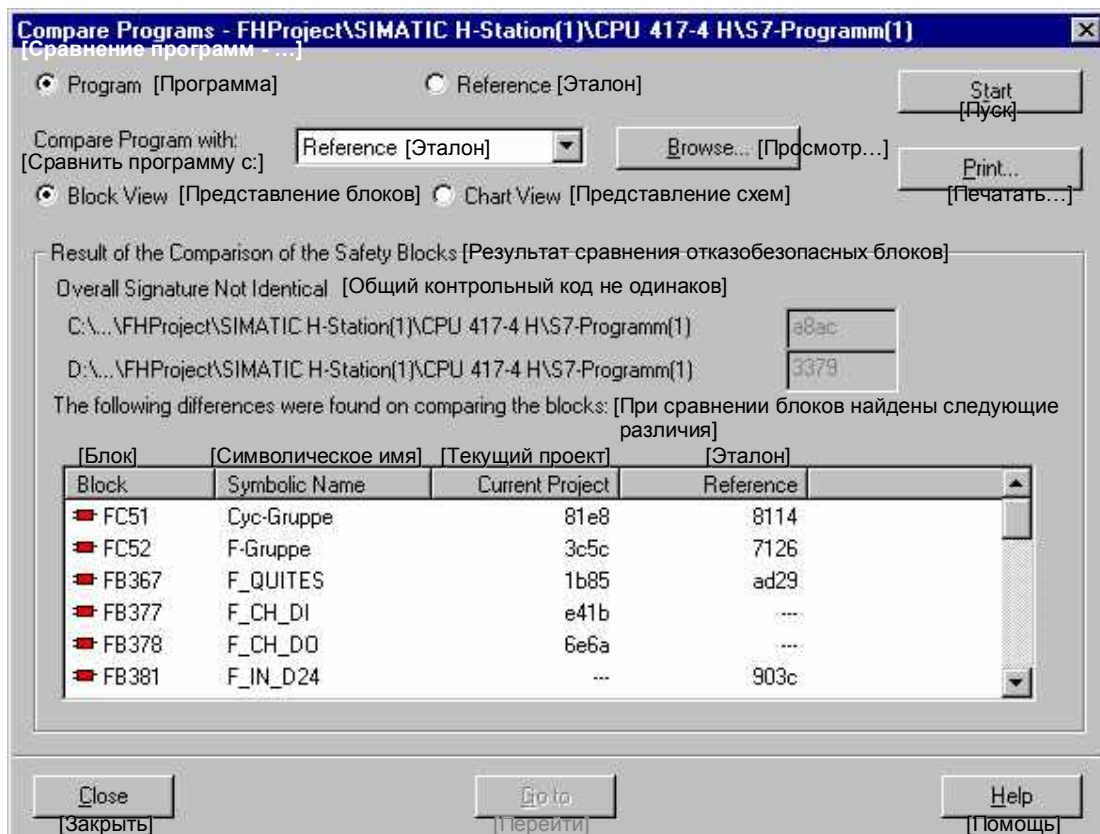 Compare Programs - FHProject\SIMATIC H-Station(1)\CPU 417-4 H\S7-Programm(1)
[Сравнение программ - …]
Program [Программа] Reference [Эталон]
Start
[Пуск]
Compare Program with: Reference [Эталон] Browse... [Просмотр…]
[Сравнить программу с:]
Print...
[Печатать…]
Block View [Представление блоков] Chart View [Представление схем]
Result of the Comparison of the Safety Blocks [Результат сравнения отказобезопасных блоков]
Overall Signature Not Identical [Общий контрольный код не одинаков]
C:\...\FHProject\SIMATIC H-Station(1)\CPU 417-4 H\S7-Programm(1) a8ac
D:\...\FHProject\SIMATIC H-Station(1)\CPU 417-4 H\S7-Programm(1) 3379
The following differences were found on comparing the blocks: [При сравнении блоков найдены следующие
различия]
[Блок] [Символическое имя] [Текущий проект] [Эталон]
Block Symbolic Name Current Project Reference
FC51 Cyc-Gruppe 81e8 8114
FC52 F-Gruppe 3c5c 7126
FB367 F_QUITES 1b85 ad29
FB377 F_CH_DI e41b ---
FB378 F_CH_DO 6e6a ---
FB381 F_IN_D24 --- 903c
Close Go to Help
[Закрыть] [Перейти] [Помощь]